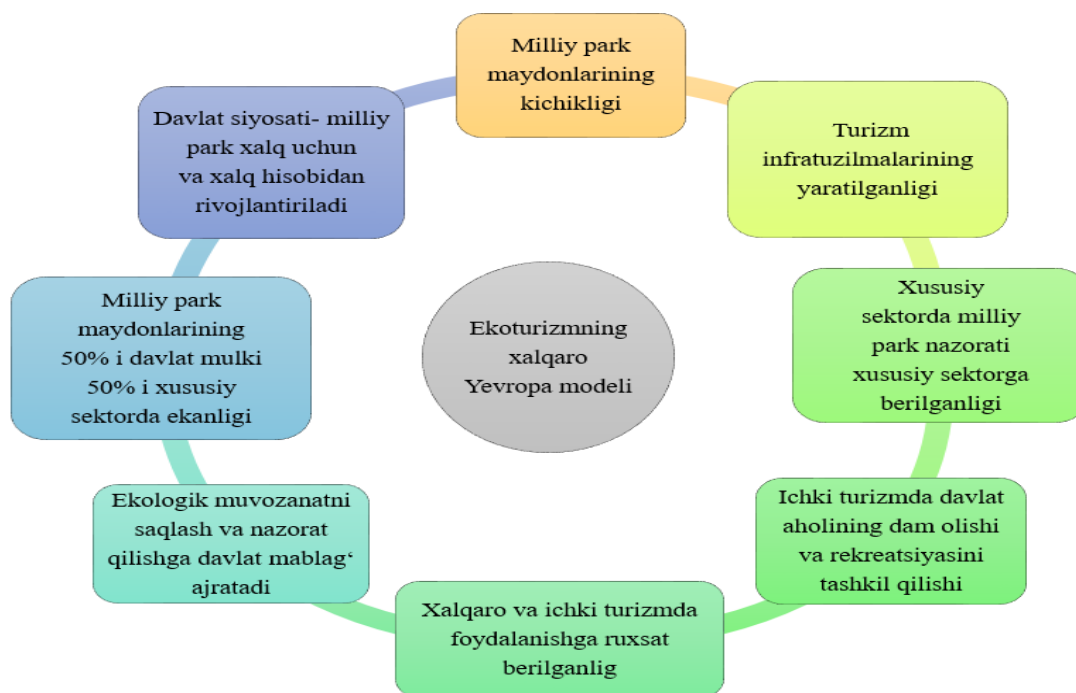 Milliy park
maydonlarining
kichikligi
Turizm
infratuzilmalarining
yaratilganligi
Xususiy
sektorda milliy
park nazorati
xususiy sektorga
berilganligi
Ichki turizmda davlat
aholining dam olishi
va rekreatsiyasini
tashkil qilishi
Xalqaro va ichki turizmda
foydalanishga ruxsat
berilganlig
Ekologik muvozanatni
saqlash va nazorat
qilishga davlat mablag‘
ajratadi
Milliy park
maydonlarining
50% i davlat mulki
50% i xususiy
sektorda ekanligi
Davlat siyosati- milliy
park xalq uchun
va xalq hisobidan
rivojlantiriladi
Ekoturizmning
xalqaro
Yevropa modeli